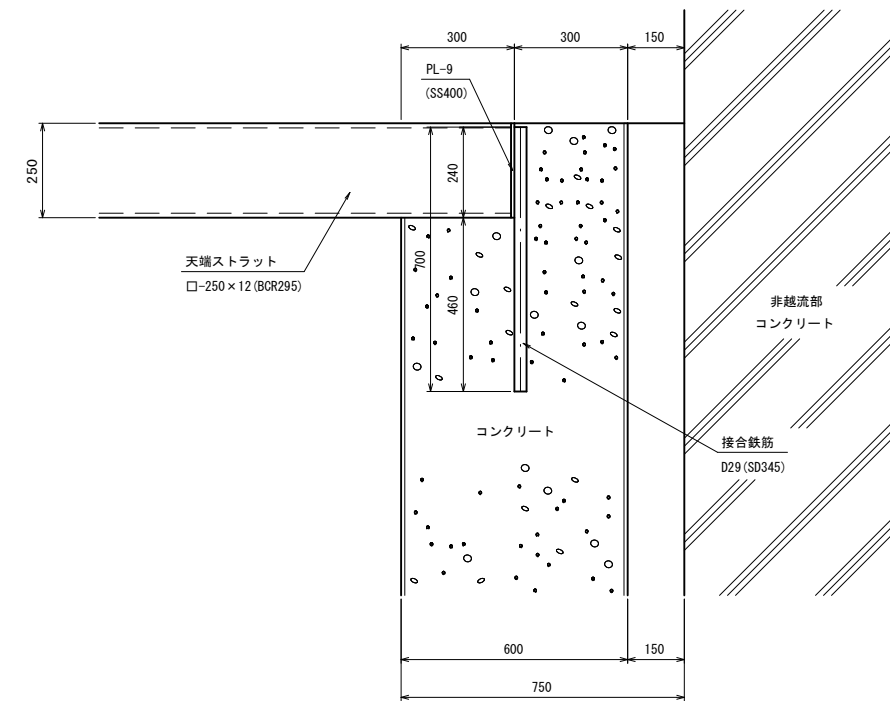 300
300
150
PL-9
(SS400)
250
240
700
460
天端ストラット
□-250×12(BCR295)
非越流部
コンクリート
コンクリート
接合鉄筋
D29(SD345)
600
150
750